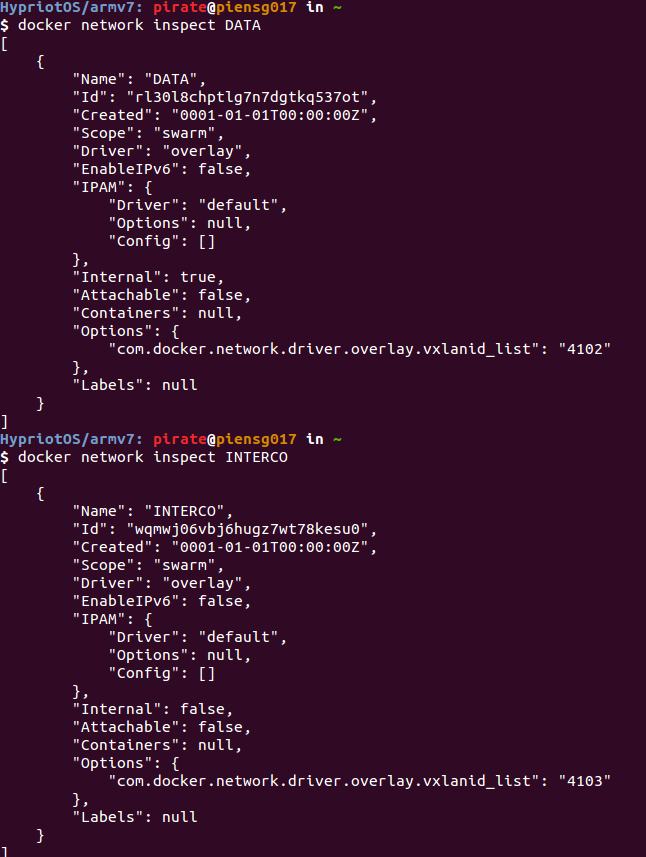 HypriotOS/armv7: pirate@piensg017 in ~
$ docker network inspect DATA
[
    {
        "Name": "DATA",
        "Id": "rl30l8chptlg7n7dgtkq537ot",
        "Created": "0001-01-01T00:00:00Z",
        "Scope": "swarm",
        "Driver": "overlay",
        "EnableIPv6": false,
        "IPAM": {
            "Driver": "default",
            "Options": null,
            "Config": []
        },
        "Internal": true,
        "Attachable": false,
        "Containers": null,
        "Options": {
            "com.docker.network.driver.overlay.vxlanid_list": "4102"
        },
        "Labels": null
    }
]
HypriotOS/armv7: pirate@piensg017 in ~
$ docker network inspect INTERCO
[
    {
        "Name": "INTERCO",
        "Id": "wqmwj06vbj6hugz7wt78kesu0",
        "Created": "0001-01-01T00:00:00Z",
        "Scope": "swarm",
        "Driver": "overlay",
        "EnableIPv6": false,
        "IPAM": {
            "Driver": "default",
            "Options": null,
            "Config": []
        },
        "Internal": false,
        "Attachable": false,
        "Containers": null,
        "Options": {
            "com.docker.network.driver.overlay.vxlanid_list": "4103"
        },
        "Labels": null
    }
]